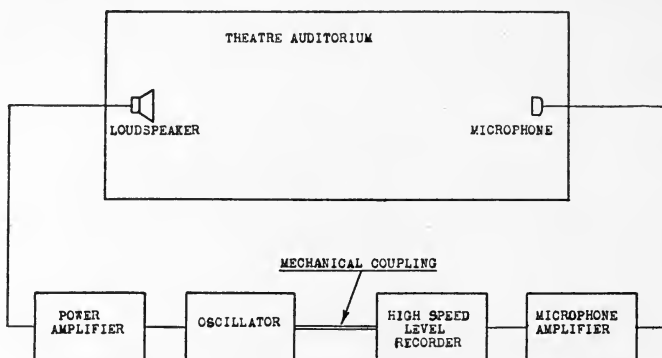 THEATRE AUDITORIUM
LOUDSPEAKER
MICROPHONE
MECHANICAL COUPLING
POWER
AMPLIFIER
OSCILLATOR
HIGH SPEED
LEVEL
RECORDER
MICROPHONE
AMPLIFIER